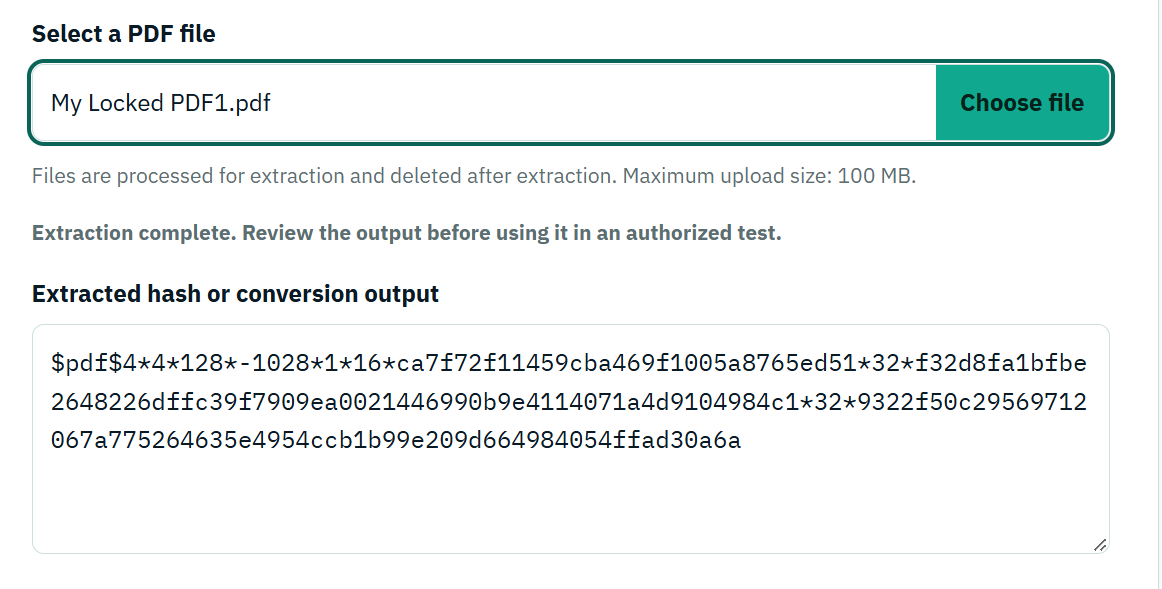 Select a PDF file
My Locked PDF1.pdf
Choose file
Files are processed for extraction and deleted after extraction. Maximum upload size: 100 MB.
Extraction complete. Review the output before using it in an authorized test.
Extracted hash or conversion output
$pdf$4*4*128*-1028*1*16*ca7f72f11459cba469f1005a8765ed51*32*f32d8fa1bfbe
2648226dffc39f7909ea0021446990b9e4114071a4d9104984c1*32*9322f50c29569712
067a775264635e4954ccb1b99e209d664984054ffad30a6a